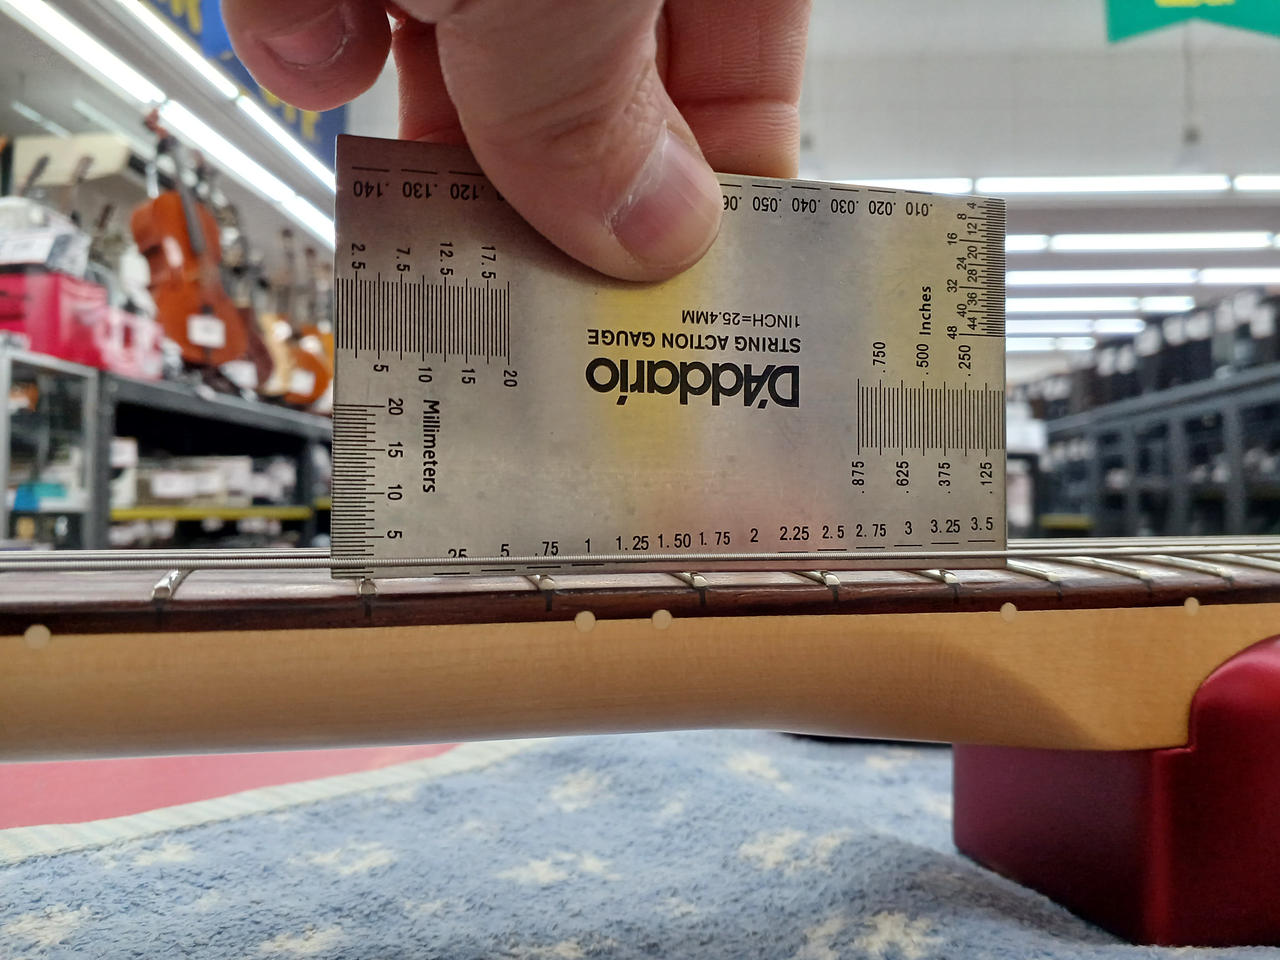 .140 .130 .120 .050 .040 .030 .020 .010
4 8 12 16 20 24 28 32 36 40 44 48
2.5 7.5 12.5 17.5
5 10 15 20
Millimeters
20 15 10 5
1INCH=25.4MM
STRING ACTION GAUGE
D'Addario
Inches
.750 .500 .250
.875 .625 .375 .125
25 5 .75 1 1.25 1.50 1.75 2 2.25 2.5 2.75 3 3.25 3.5